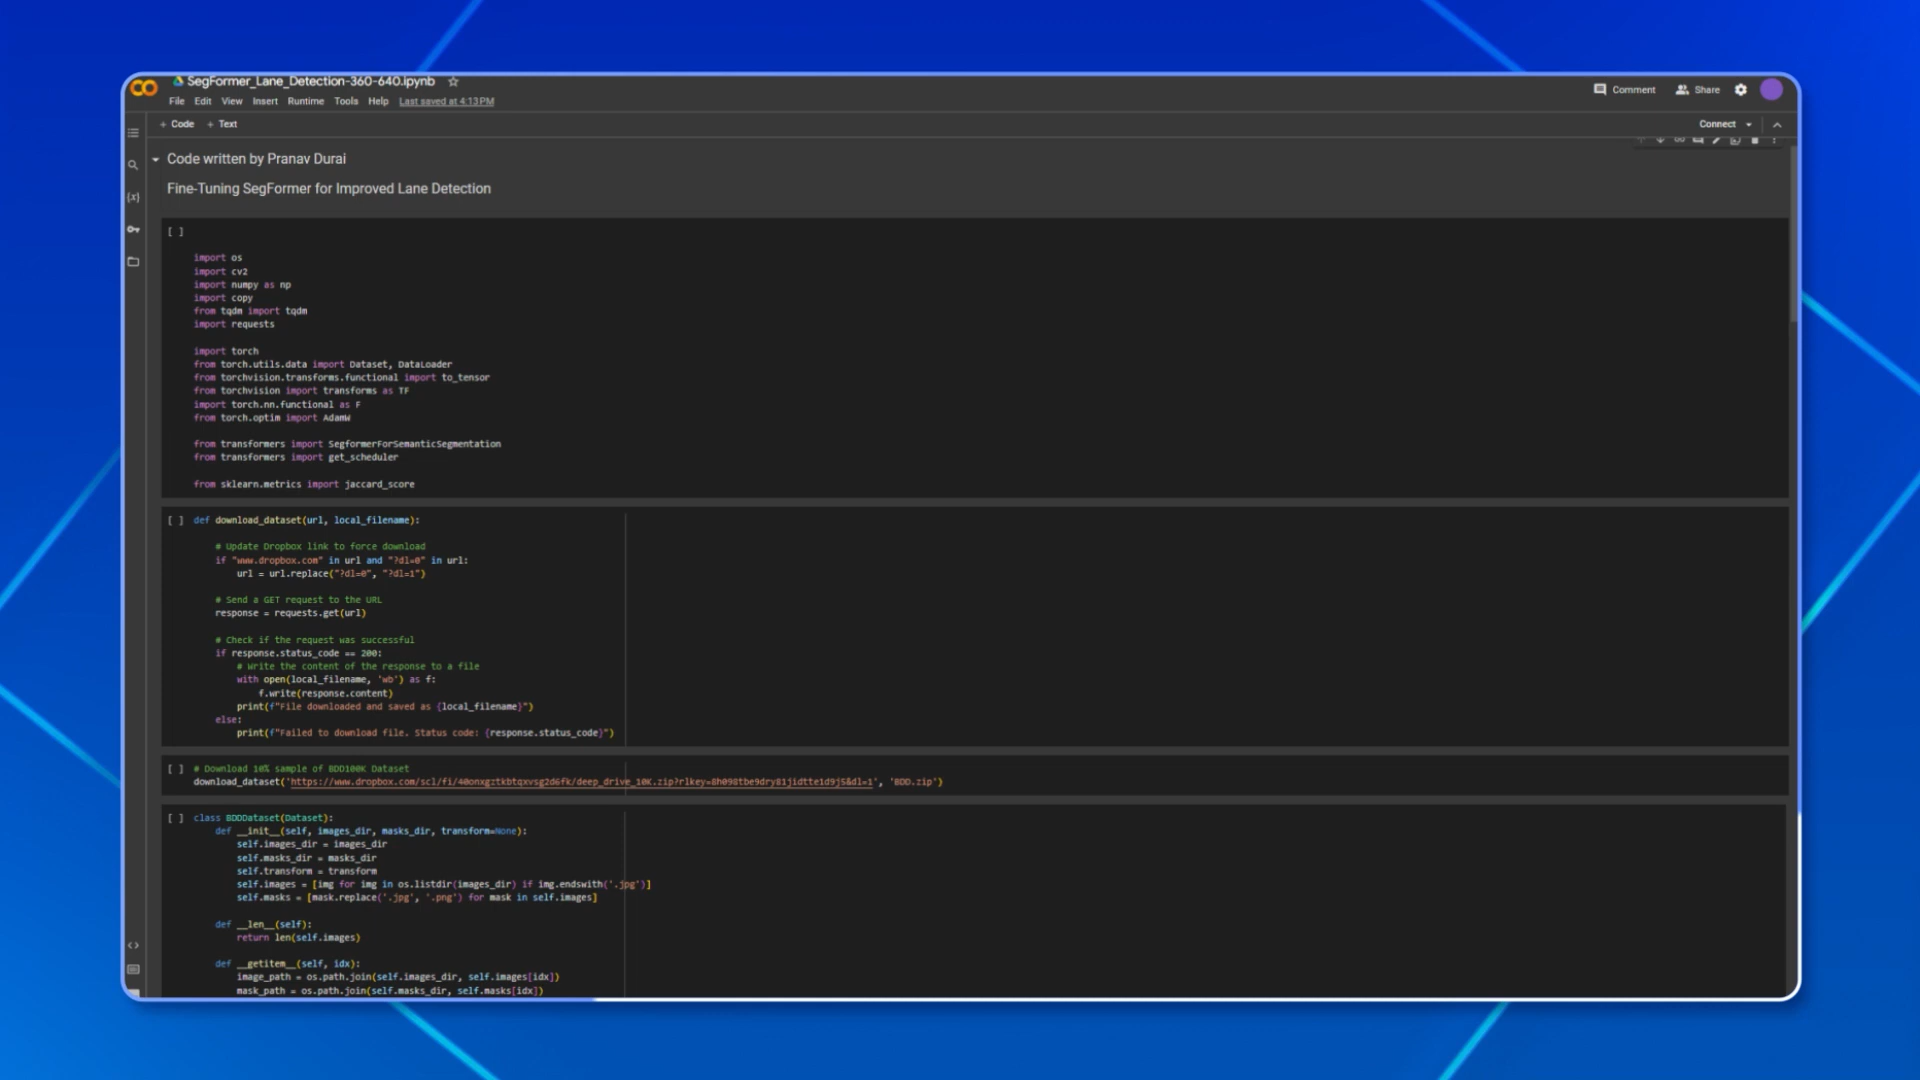 SegFormer_Lane_Detection-360-640.ipynb
File Edit View Insert Runtime Tools Help Last saved at 4:13 PM
Comment Share
+ Code + Text
Connect
Code written by Pranav Durai
Fine-Tuning SegFormer for Improved Lane Detection
[ ]
import os
import cv2
import numpy as np
import copy
from tqdm import tqdm
import requests
import torch
from torch.utils.data import Dataset, DataLoader
from torchvision.transforms.functional import to_tensor
from torchvision import transforms as TF
import torch.nn.functional as F
from torch.optim import AdamW
from transformers import SegformerForSemanticSegmentation
from transformers import get_scheduler
from sklearn.metrics import jaccard_score
[ ] def download_dataset(url, local_filename):
# Update Dropbox link to force download
if "www.dropbox.com" in url and "?dl=0" in url:
url = url.replace("?dl=0", "?dl=1")
# Send a GET request to the URL
response = requests.get(url)
# Check if the request was successful
if response.status_code == 200:
# Write the content of the response to a file
with open(local_filename, 'wb') as f:
f.write(response.content)
print(f"File downloaded and saved as {local_filename}")
else:
print(f"Failed to download file. Status code: {response.status_code}")
[ ] # Download 10% sample of BDD100K Dataset
download_dataset('https://www.dropbox.com/scl/fi/40onxgztkbtqxvsg2d6fk/deep_drive_10K.zip?rlkey=8h098tbe9dry81jidtte1d9j5&dl=1', 'BDD.zip')
[ ] class BDDDataset(Dataset):
def __init__(self, images_dir, masks_dir, transform=None):
self.images_dir = images_dir
self.masks_dir = masks_dir
self.transform = transform
self.images = [img for img in os.listdir(images_dir) if img.endswith('.jpg')]
self.masks = [mask.replace('.jpg', '.png') for mask in self.images]
def __len__(self):
return len(self.images)
def __getitem__(self, idx):
image_path = os.path.join(self.images_dir, self.images[idx])
mask_path = os.path.join(self.masks_dir, self.masks[idx])